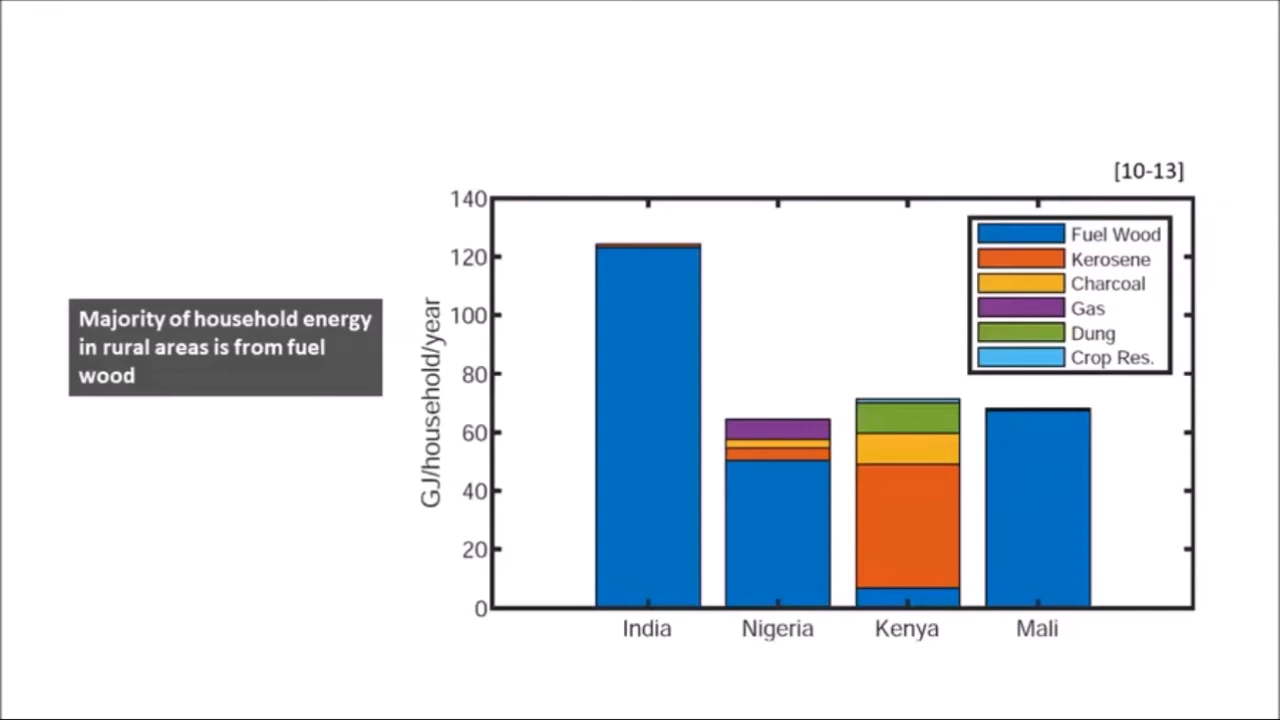 [10-13]
Majority of household energy
in rural areas is from fuel
wood
GJ/household/year
140
120
100
80
60
40
20
0
Fuel Wood
Kerosene
Charcoal
Gas
Dung
Crop Res.
India
Nigeria
Kenya
Mali